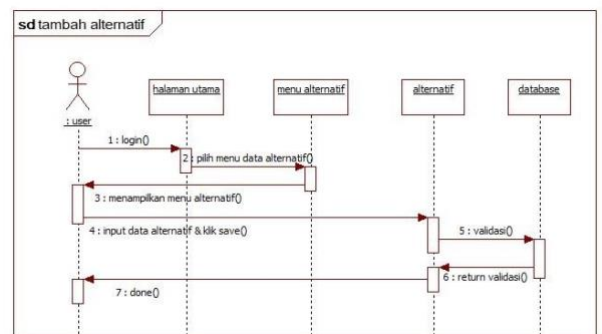 sd tambah alternatif
halaman utama
menu alternatif
alternatif
database
: user
1 : login()
2 : pilih menu data alternatif()
3 : menampilkan menu alternatif()
4 : input data alternatif & klik save()
5 : validasi()
6 : return validasi()
7 : done()